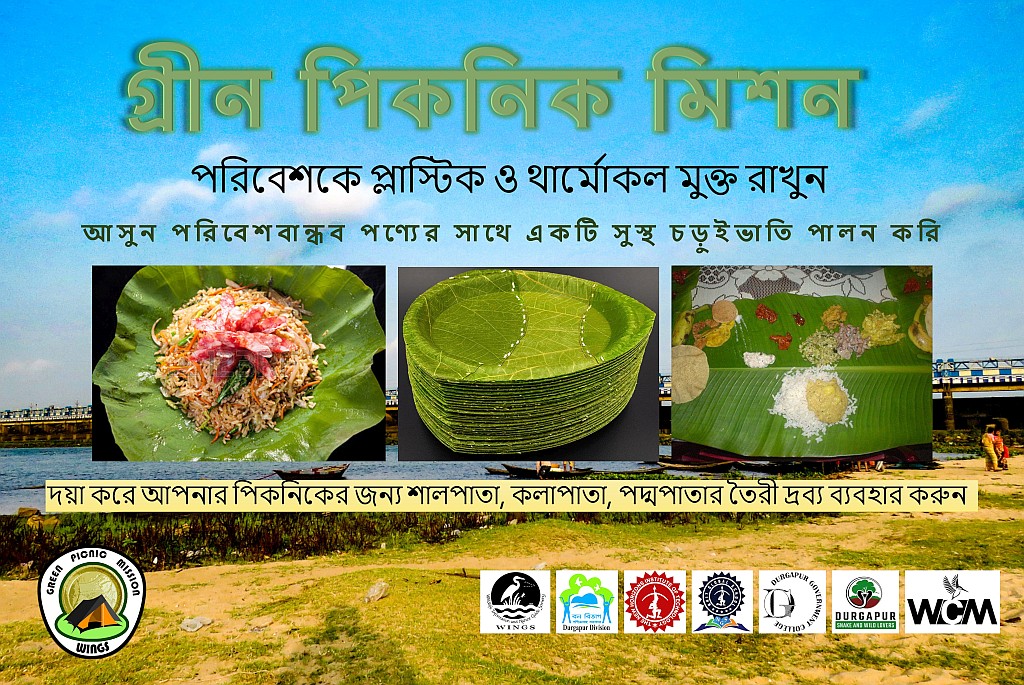 গ্রীন পিকনিক মিশন
পরিবেশকে প্লাস্টিক ও থার্মোকল মুক্ত রাখুন
আসুন পরিবেশবান্ধব পণ্যের সাথে একটি সুস্থ চড়ুইভাতি পালন করি
দয়া করে আপনার পিকনিকের জন্য শালপাতা, কলাপাতা, পদ্মপাতার তৈরী দ্রব্য ব্যবহার করুন
GREEN PICNIC MISSION
WINGS
WINGS
বন বিভাগ
Durgapur Division
DURGAPUR GOVERNMENT COLLEGE
DURGAPUR
SNAKE AND WILD LOVERS
WGM